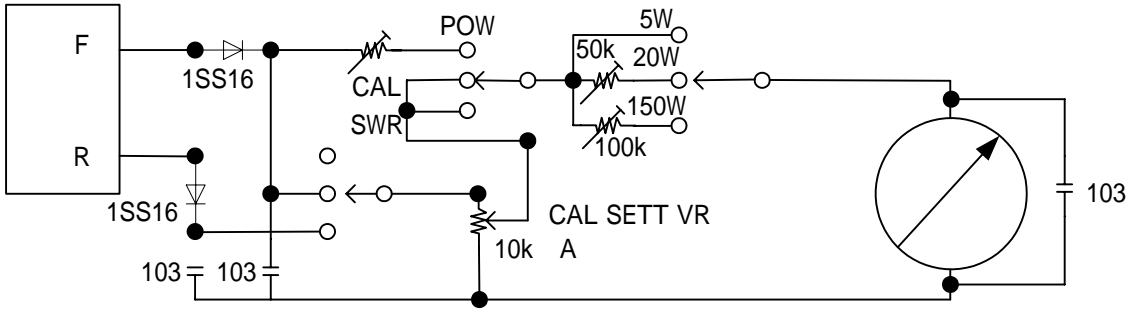 F
1SS16
POW
5W
50k
20W
CAL
SWR
150W
100k
R
1SS16
103
103
10k
CAL SETT VR
A
103